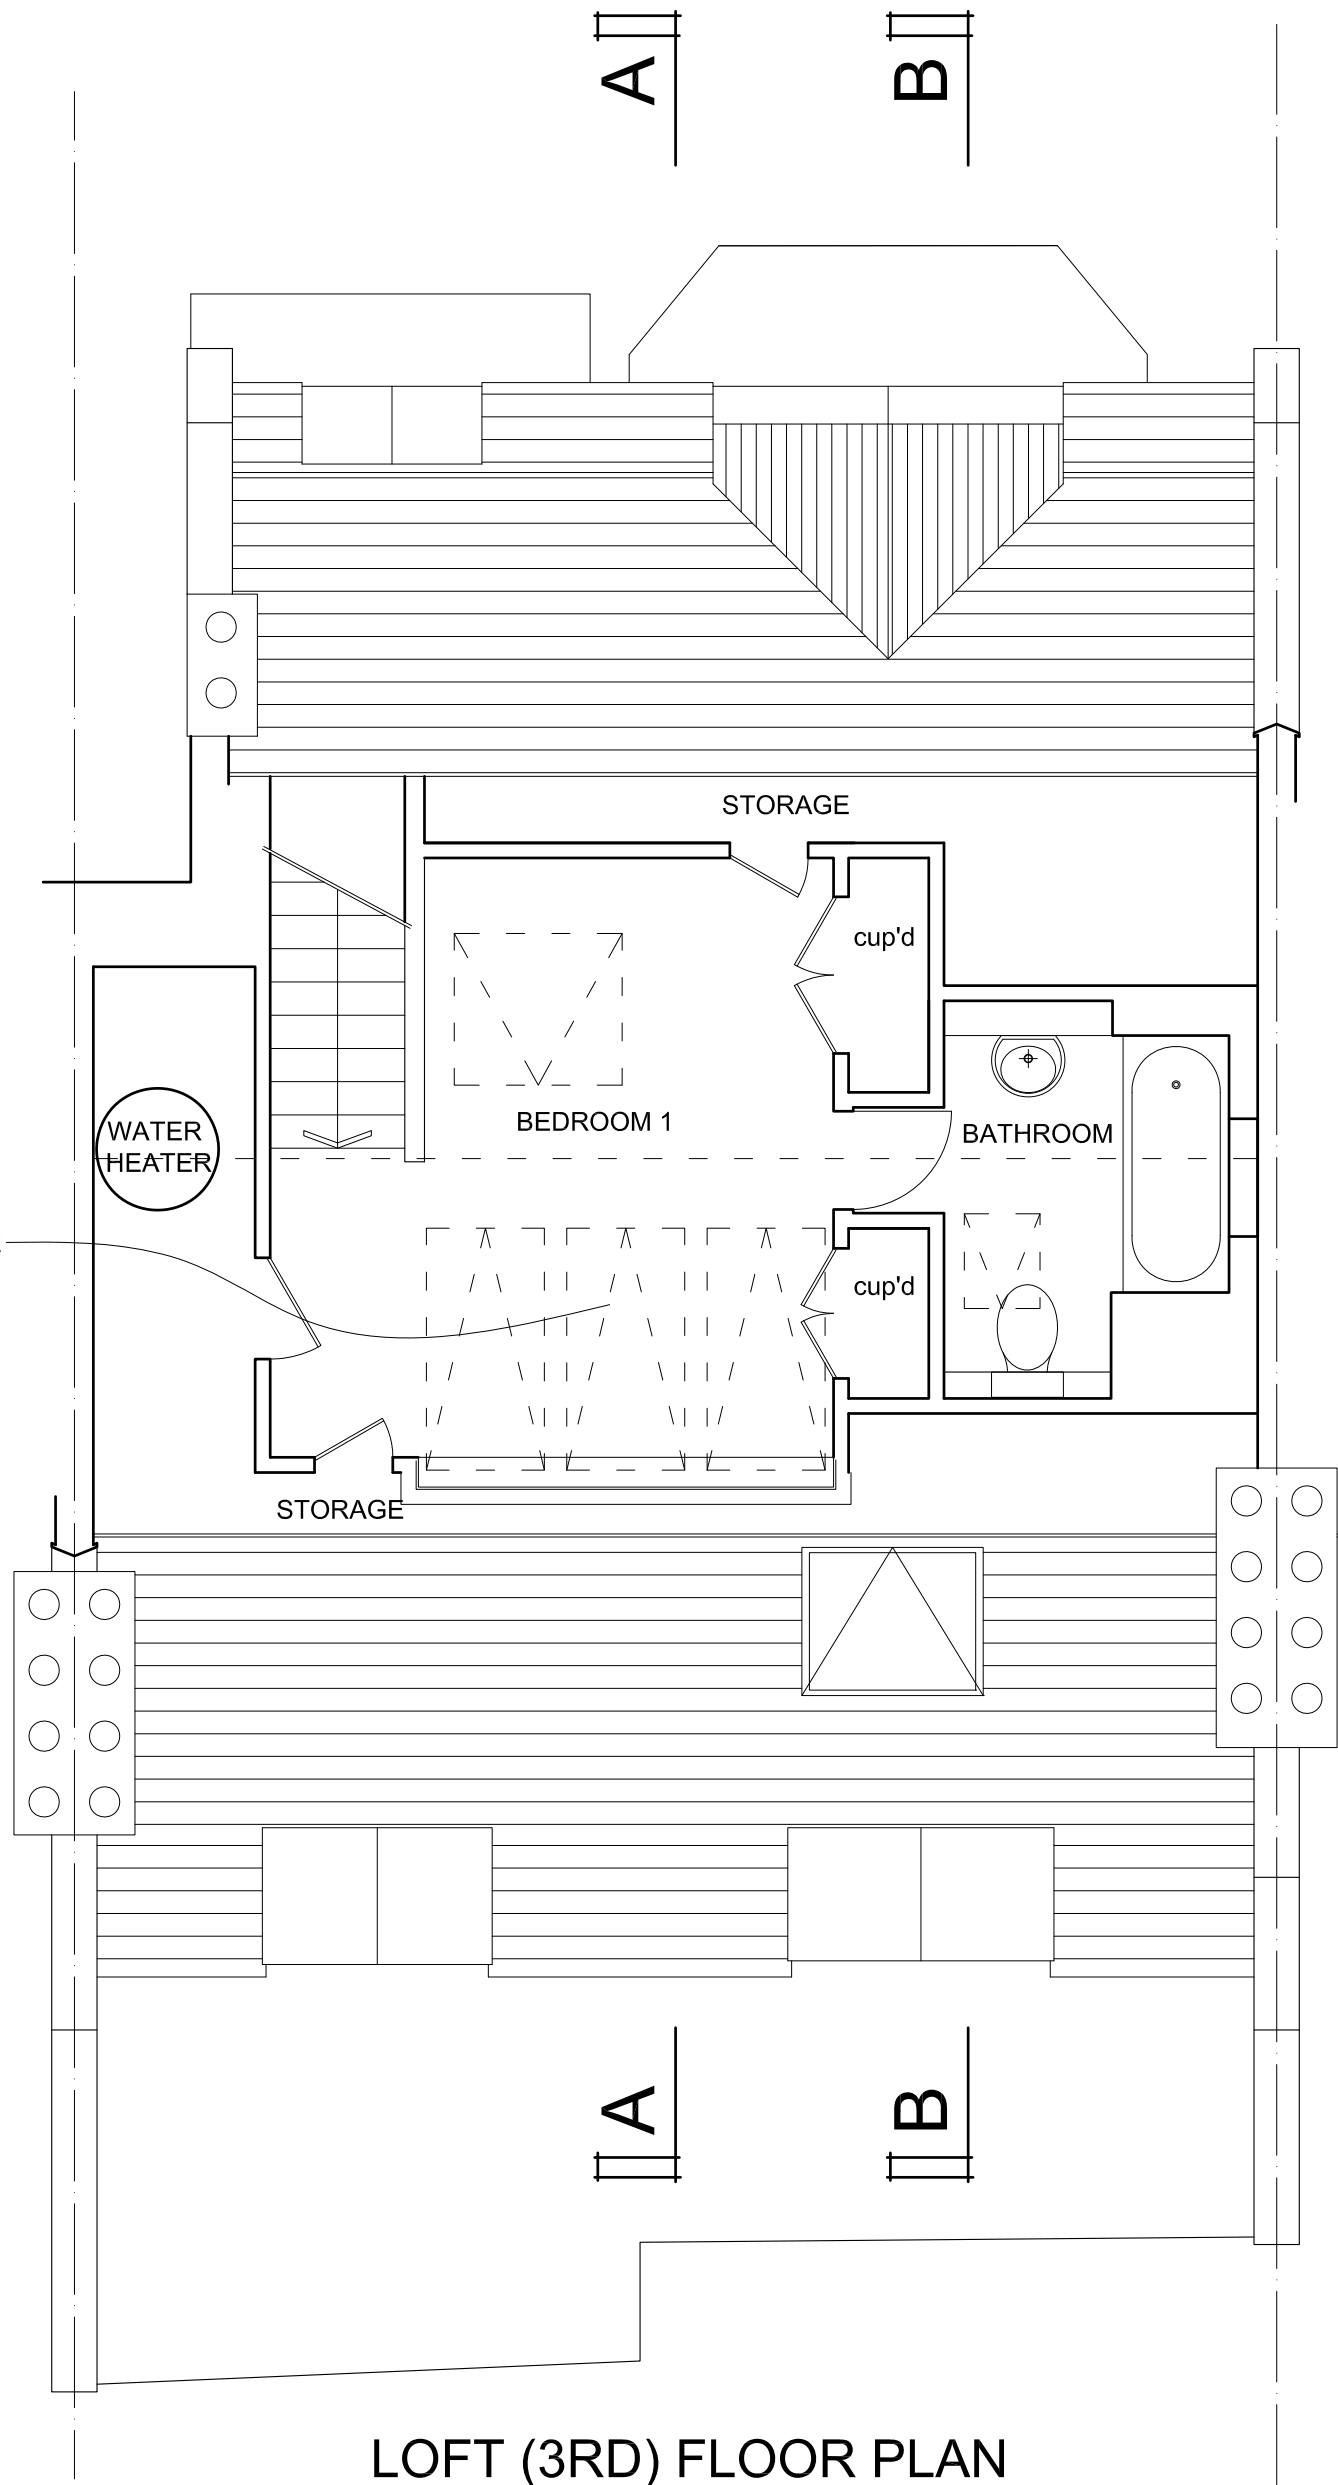 A B
STORAGE
cup'd
BEDROOM 1
BATHROOM
WATER
HEATER
cup'd
STORAGE
A B
LOFT (3RD) FLOOR PLAN